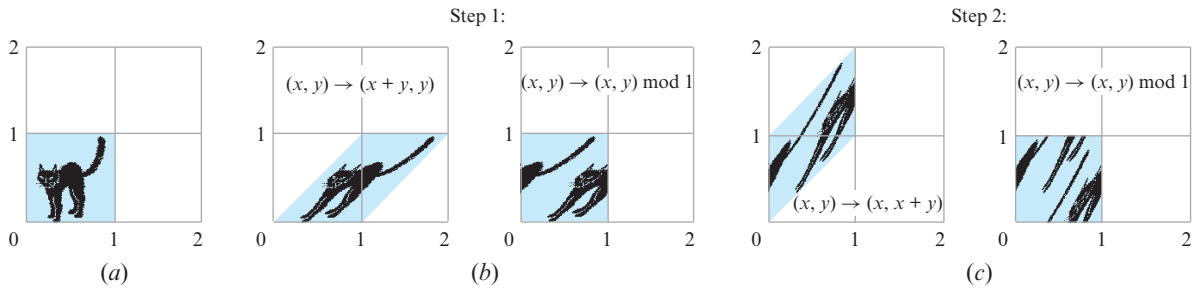 Step 1:
Step 2:
2
1
0
1
2
(a)
2
1
0
1
2
(x, y) → (x + y, y)
2
1
0
1
2
(x, y) → (x, y) mod 1
(b)
2
1
0
1
2
(x, y) → (x, x + y)
2
1
0
1
2
(x, y) → (x, y) mod 1
(c)